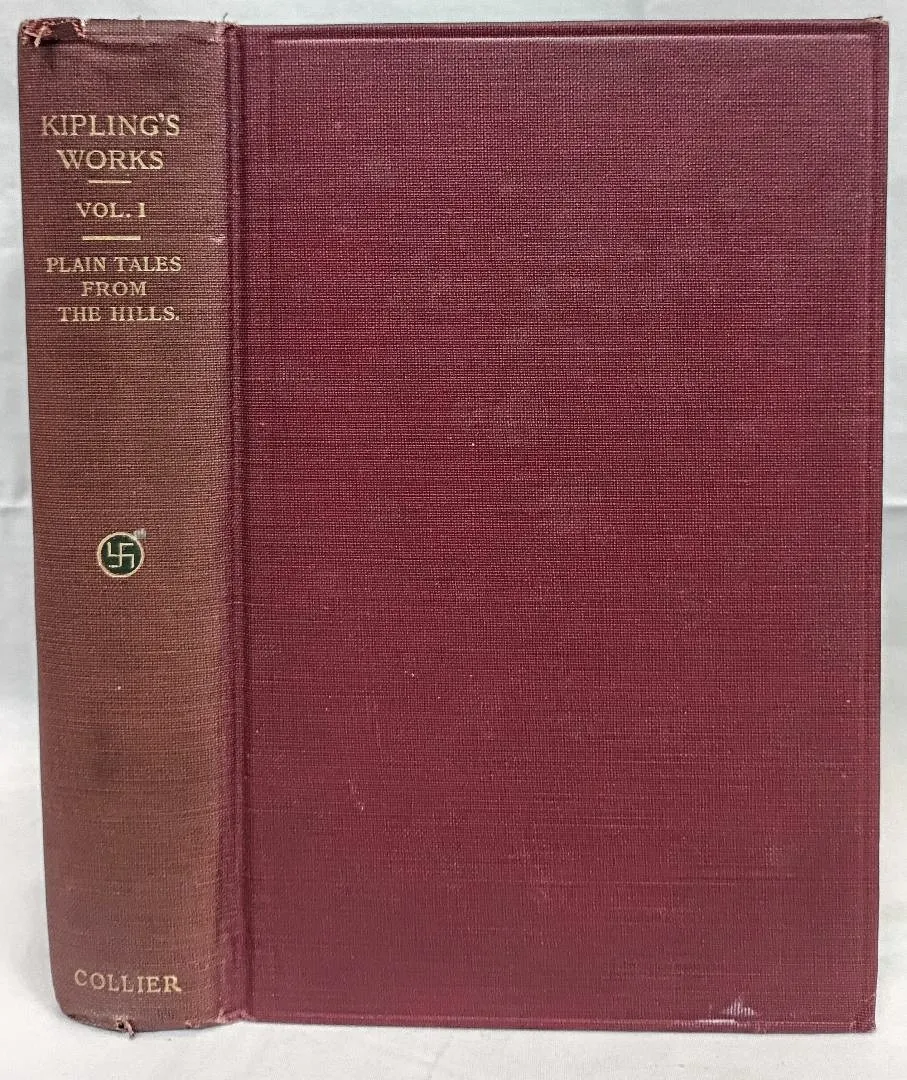 KIPLING'S
WORKS
VOL. I
PLAIN TALES
FROM
THE HILLS.
COLLIER